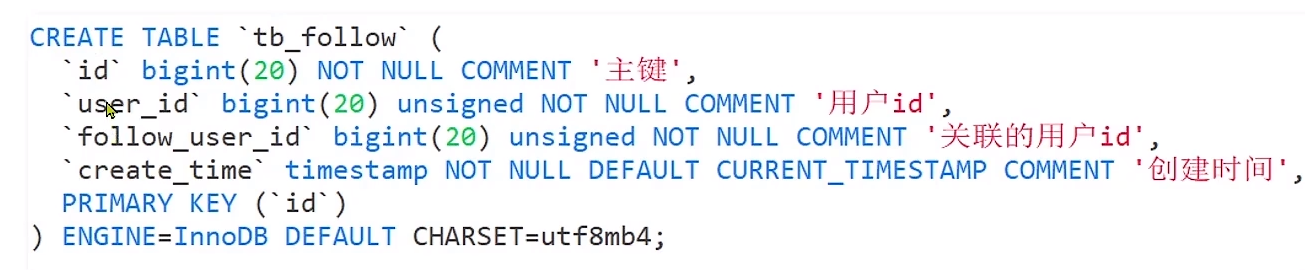 CREATE TABLE `tb_follow` (
`id` bigint(20) NOT NULL COMMENT '主键',
`user_id` bigint(20) unsigned NOT NULL COMMENT '用户id',
`follow_user_id` bigint(20) unsigned NOT NULL COMMENT '关联的用户id',
`create_time` timestamp NOT NULL DEFAULT CURRENT_TIMESTAMP COMMENT '创建时间',
PRIMARY KEY (`id`)
) ENGINE=InnoDB DEFAULT CHARSET=utf8mb4;